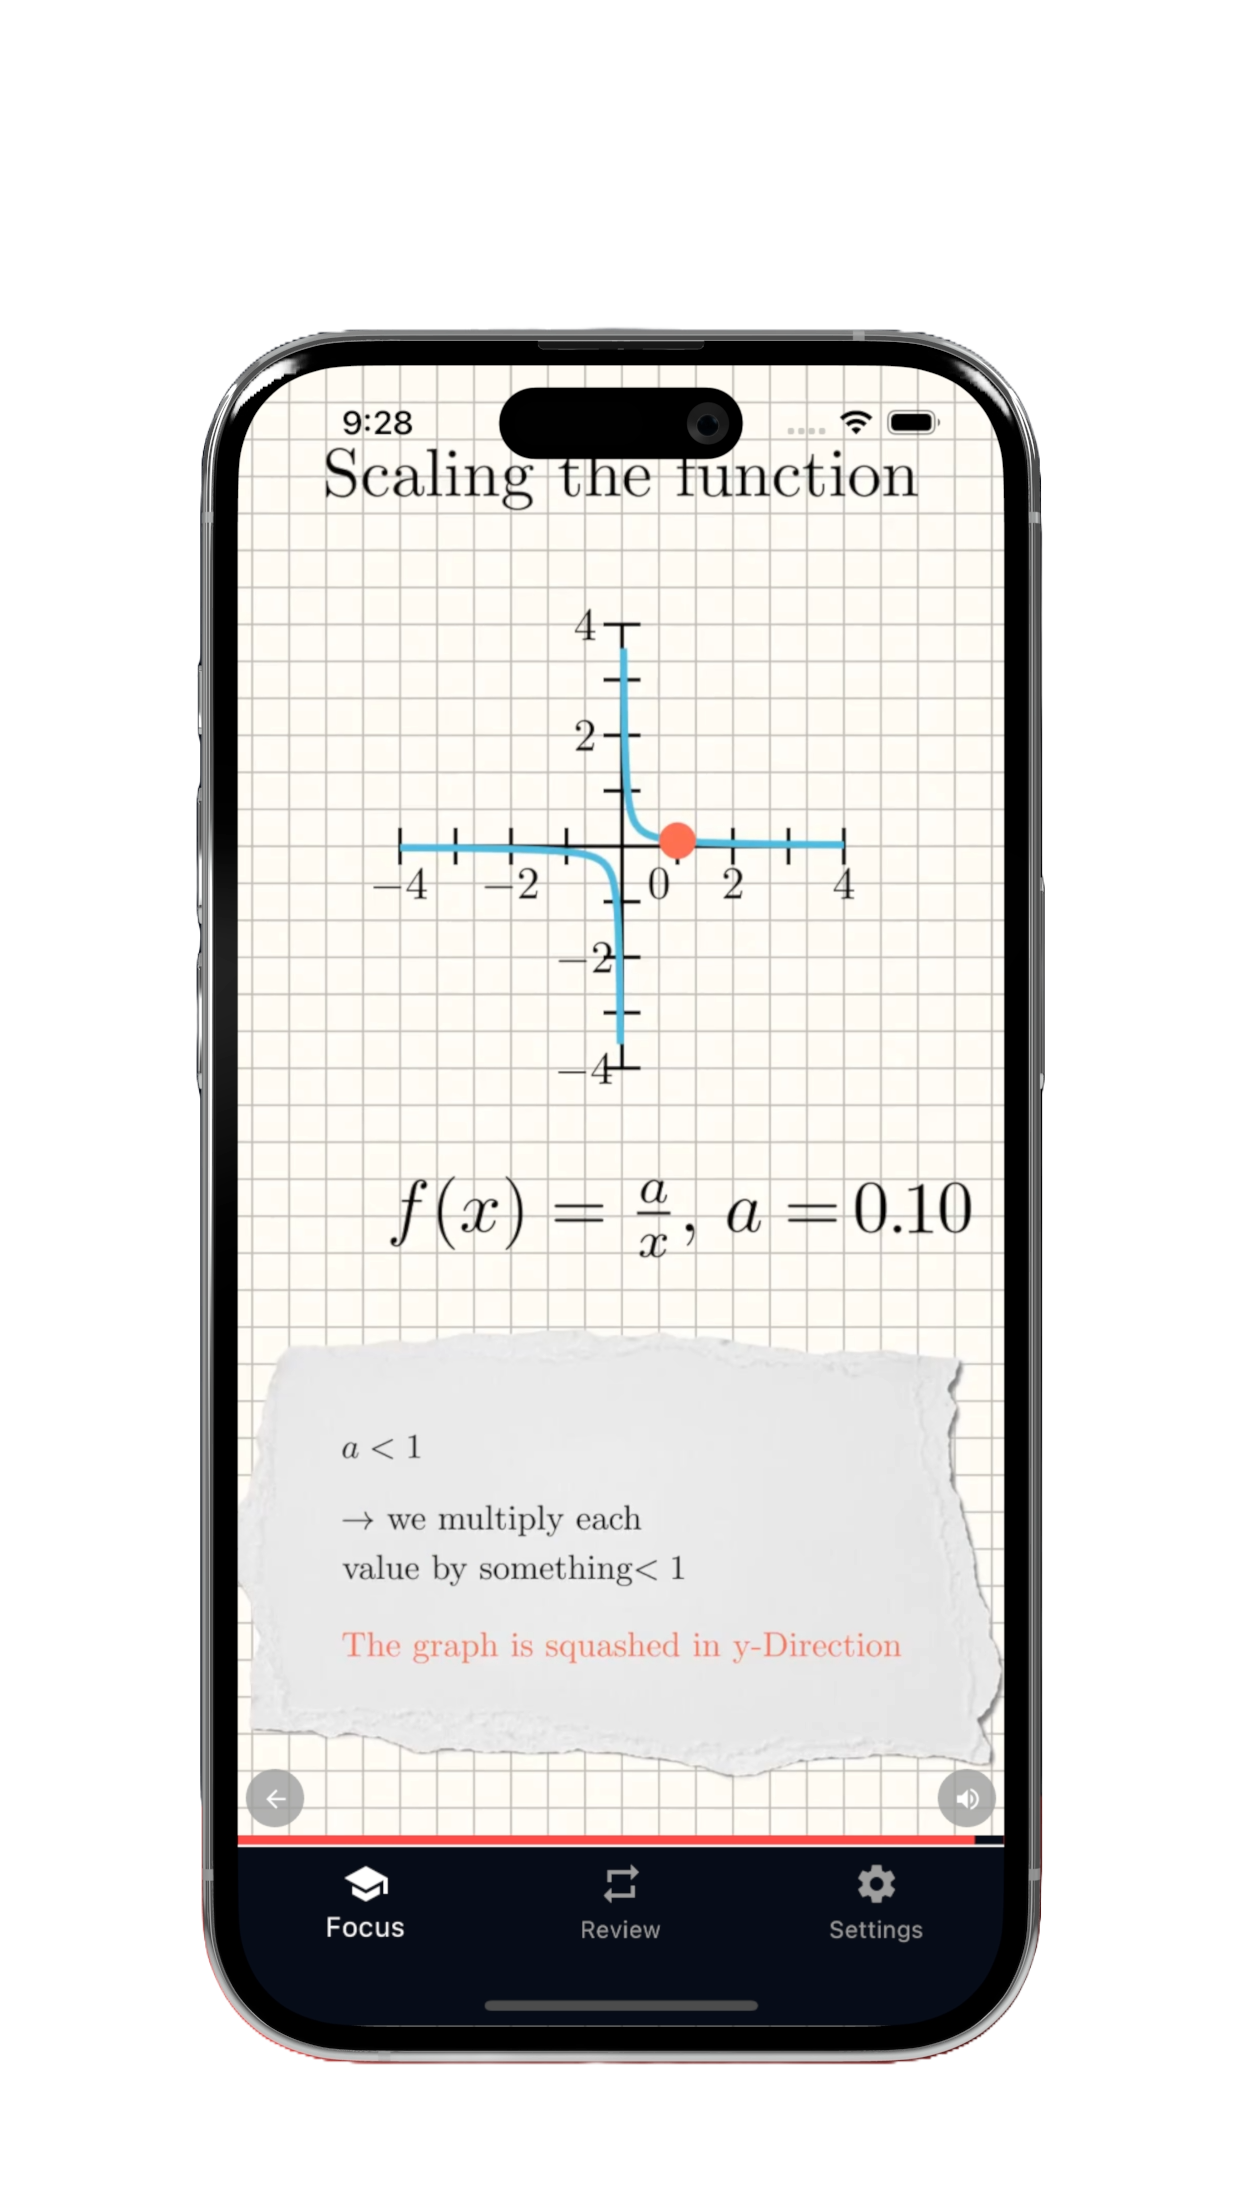 9:28
Scaling the function
4
2
−4 −2 0 2 4
−2
−4
f(x) = a/x, a = 0.10
a < 1
→ we multiply each
value by something< 1
The graph is squashed in y-Direction
Focus Review Settings